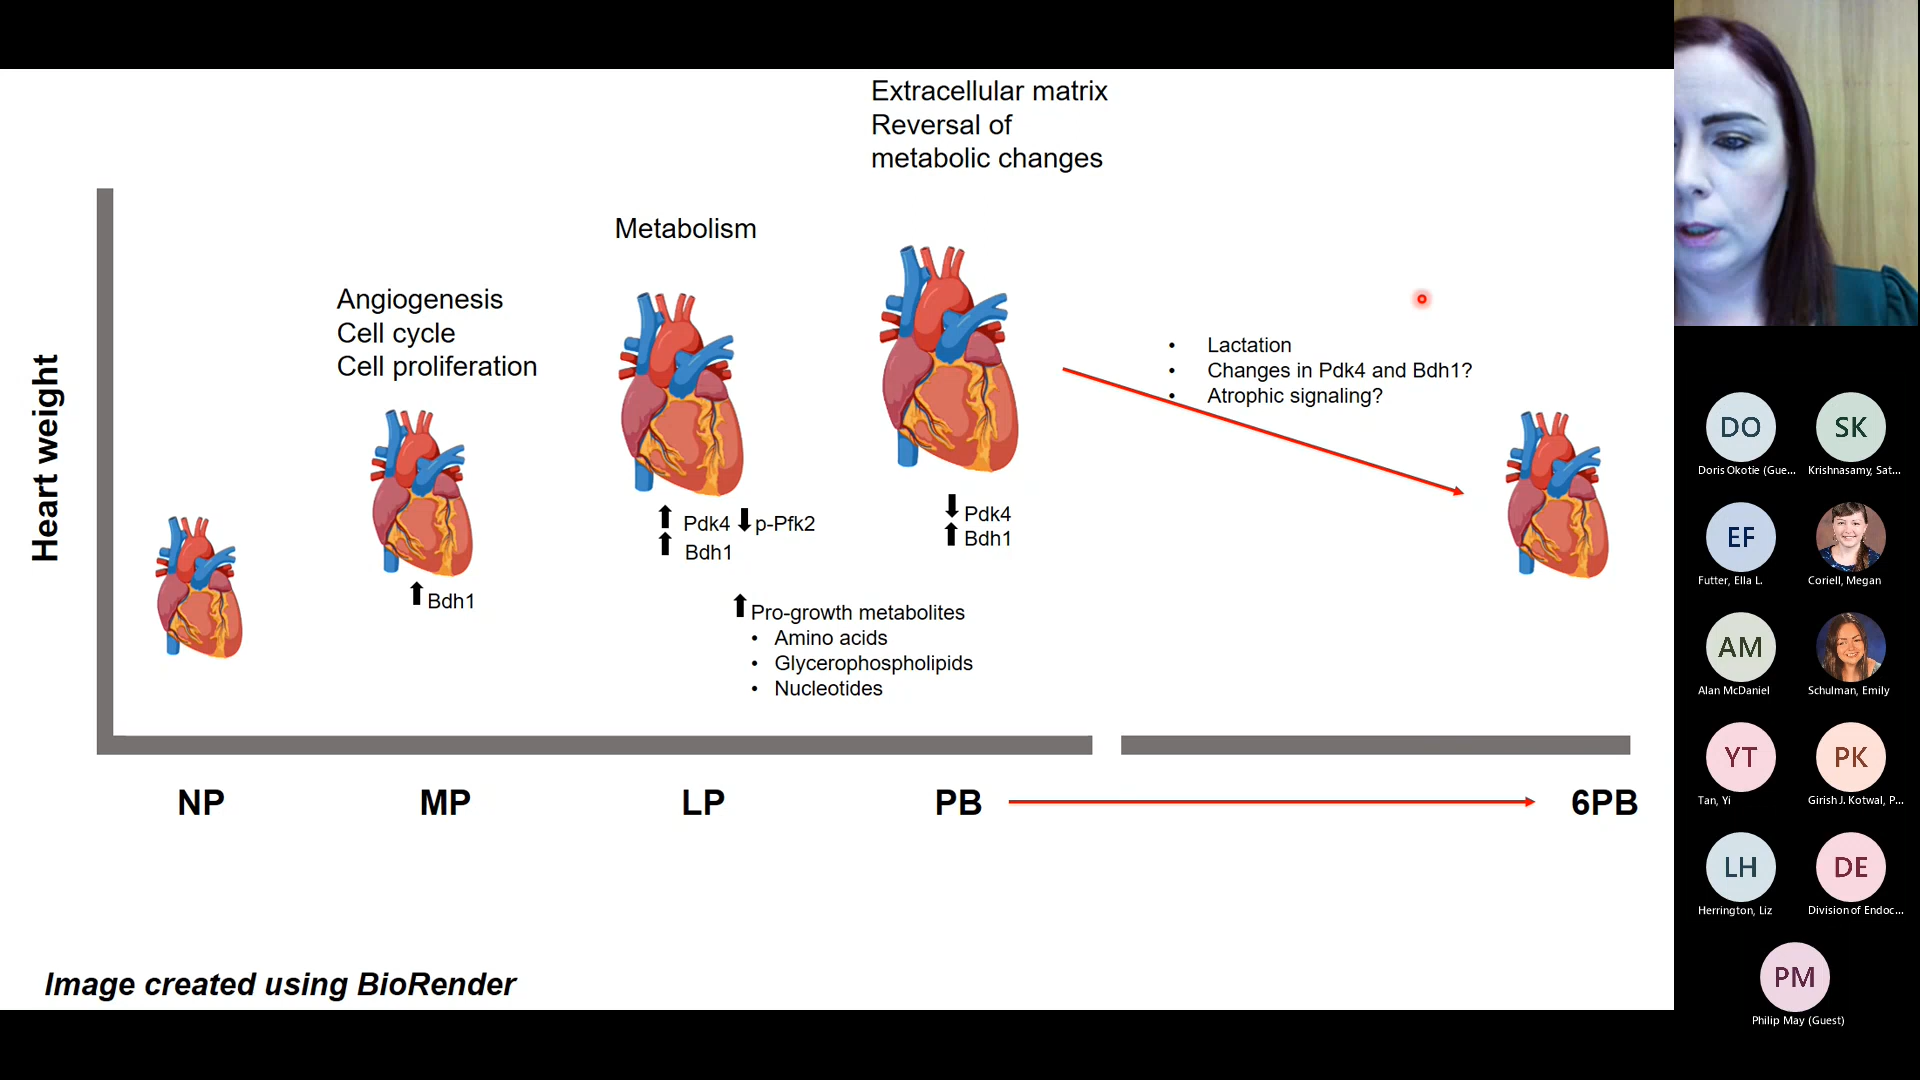 Extracellular matrix
Reversal of
metabolic changes
Metabolism
Angiogenesis
Cell cycle
Cell proliferation
Heart weight
• Lactation
• Changes in Pdk4 and Bdh1?
• Atrophic signaling?
Pdk4 p-Pfk2
Bdh1
Pdk4
Bdh1
Bdh1
Pro-growth metabolites
• Amino acids
• Glycerophospholipids
• Nucleotides
NP MP LP PB 6PB
Image created using BioRender
DO SK
Doris Okotie (Gue... Krishnasamy, Sat...
EF
Futter, Ella L. Coriell, Megan
AM
Alan McDaniel Schulman, Emily
YT PK
Tan, Yi Girish J. Kotwal, P...
LH DE
Herrington, Liz Division of Endoc...
PM
Philip May (Guest)